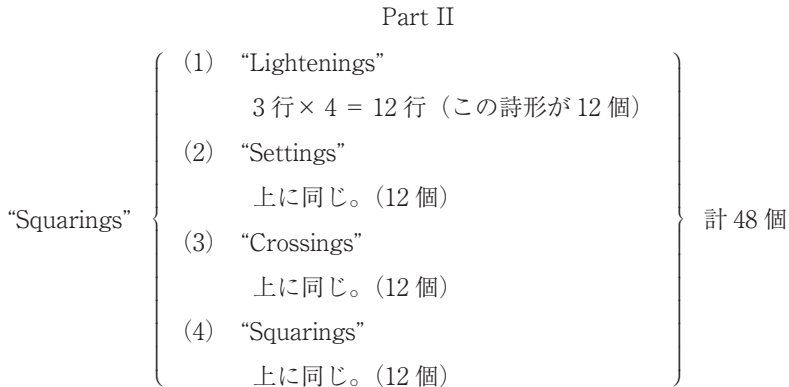 Part II
(1) “Lightenings”
3 行× 4 = 12 行（この詩形が 12 個）
(2) “Settings”
上に同じ。（12 個）
(3) “Crossings”
“Squarings”
上に同じ。（12 個）
計 48 個
(4) “Squarings”
上に同じ。（12 個）